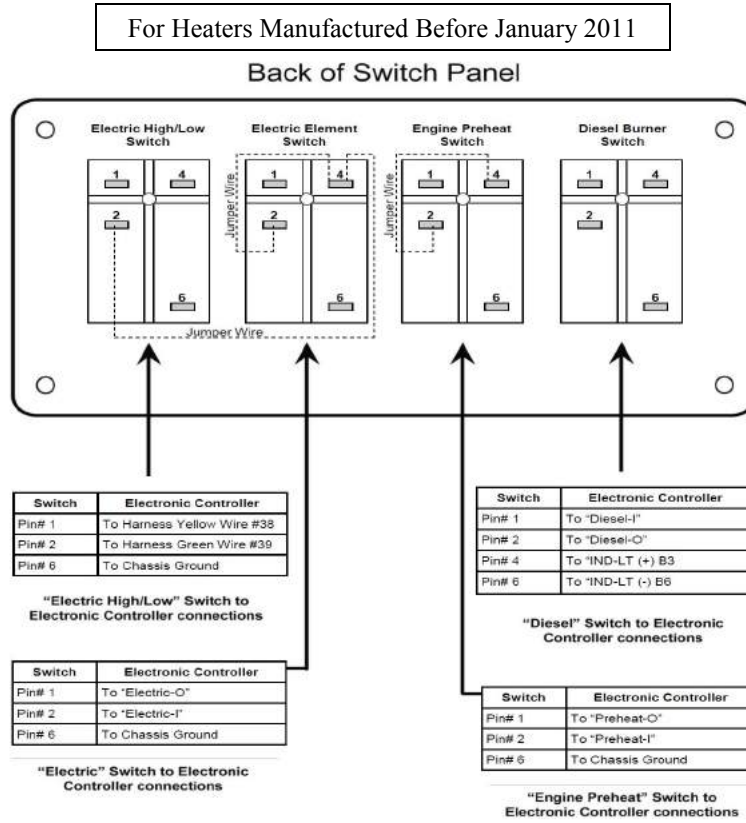 For Heaters Manufactured Before January 2011
Back of Switch Panel
Electric High/Low
Switch
1
4
2
6
Electric Element
Switch
1
4
2
6
Jumper Wire
Jumper Wire
Engine Preheat
Switch
1
4
2
6
Jumper Wire
Diesel Burner
Switch
1
4
2
6
Switch Electronic Controller
Pin# 1 To Harness Yellow Wire #38
Pin# 2 To Harness Green Wire #39
Pin# 6 To Chassis Ground
"Electric High/Low" Switch to
Electronic Controller connections
Switch Electronic Controller
Pin# 1 To "Electric-O"
Pin# 2 To "Electric-I"
Pin# 6 To Chassis Ground
"Electric" Switch to Electronic
Controller connections
Switch Electronic Controller
Pin# 1 To "Diesel-I"
Pin# 2 To "Diesel-O"
Pin# 4 To "IND-LT (+) B3
Pin# 6 To "IND-LT (-) B6
"Diesel" Switch to Electronic
Controller connections
Switch Electronic Controller
Pin# 1 To "Preheat-O"
Pin# 2 To "Preheat-I"
Pin# 6 To Chassis Ground
"Engine Preheat" Switch to
Electronic Controller connections